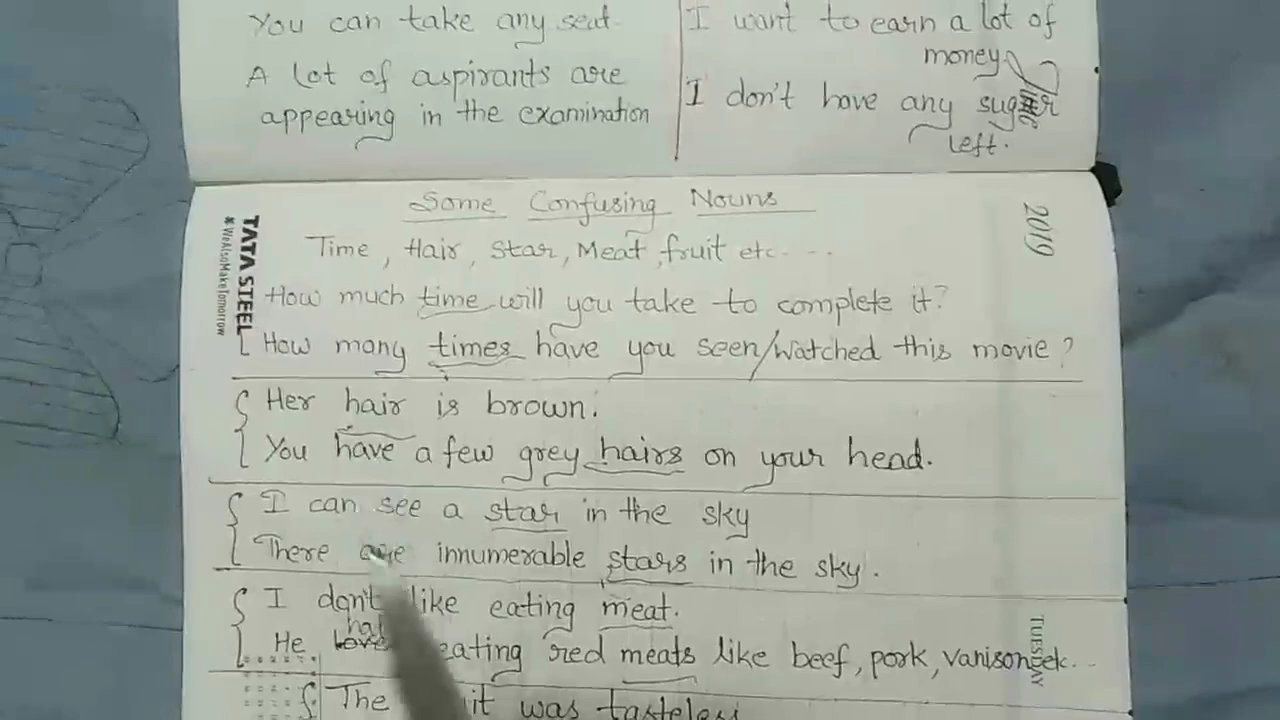 You can take any seat.
A lot of aspirants are
appearing in the examination
I want to earn a lot of
money
I don't have any sugar
left.
Some Confusing Nouns
Time, Hair, Star, Meat, fruit etc....
How much time will you take to complete it?
How many times have you seen/watched this movie?
Her hair is brown.
You have a few grey hairs on your head.
I can see a star in the sky
There are innumerable stars in the sky.
I don't like eating meat.
He eating red meats like beef, pork, vanison
The was tasteless
TATA STEEL
#WeAlsoMakeTomorrow
2019
TUESDAY